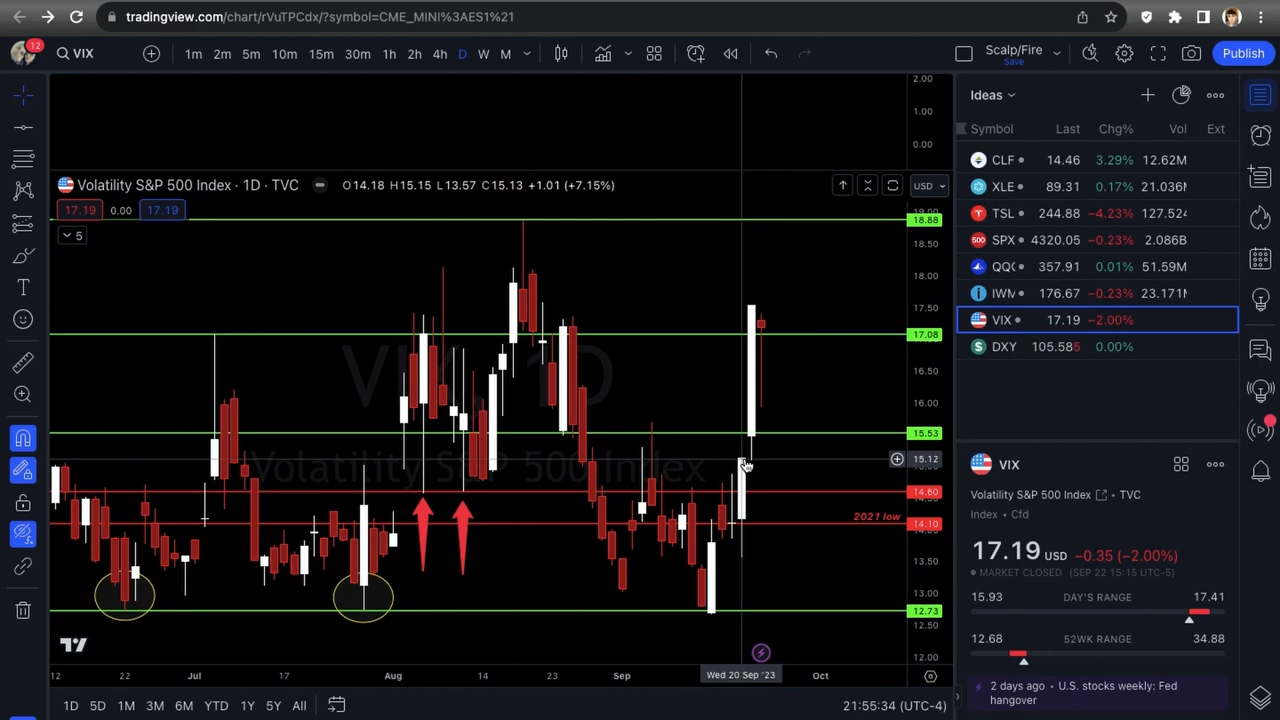 tradingview.com/chart/rVuTPCdx/?symbol=CME_MINI%3AES1%21
12
VIX
1m 2m 5m 10m 15m 30m 1h 2h 4h D W M
Scalp/Fire
Save
Publish
Ideas
Symbol Last Chg% Vol Ext
CLF 14.46 3.29% 12.62M
XLE 89.31 0.17% 21.036M
TSL 244.88 −4.23% 127.524
SPX 4320.05 −0.23% 2.086B
QQQ 357.91 0.01% 51.59M
IWM 176.67 −0.23% 23.171M
VIX 17.19 −2.00%
DXY 105.585 0.00%
Volatility S&P 500 Index · 1D · TVC
O14.18 H15.15 L13.57 C15.13 +1.01 (+7.15%)
USD
17.19 0.00 17.19
5
2.00
1.00
0.00
19.00
18.88
18.50
18.00
17.50
17.08
16.50
16.00
15.53
15.12
14.60
2021 low
14.10
13.50
13.00
12.73
12.50
12.00
VIX, 1D
Volatility S&P 500 Index
12 22 Jul 17 Aug 14 23 Sep Wed 20 Sep '23 Oct
1D 5D 1M 3M 6M YTD 1Y 5Y All
21:55:34 (UTC-4)
VIX
Volatility S&P 500 Index TVC
Index Cfd
17.19 USD −0.35 (−2.00%)
MARKET CLOSED (SEP 22 15:15 UTC-5)
15.93 DAY'S RANGE 17.41
12.68 52WK RANGE 34.88
2 days ago · U.S. stocks weekly: Fed
hangover